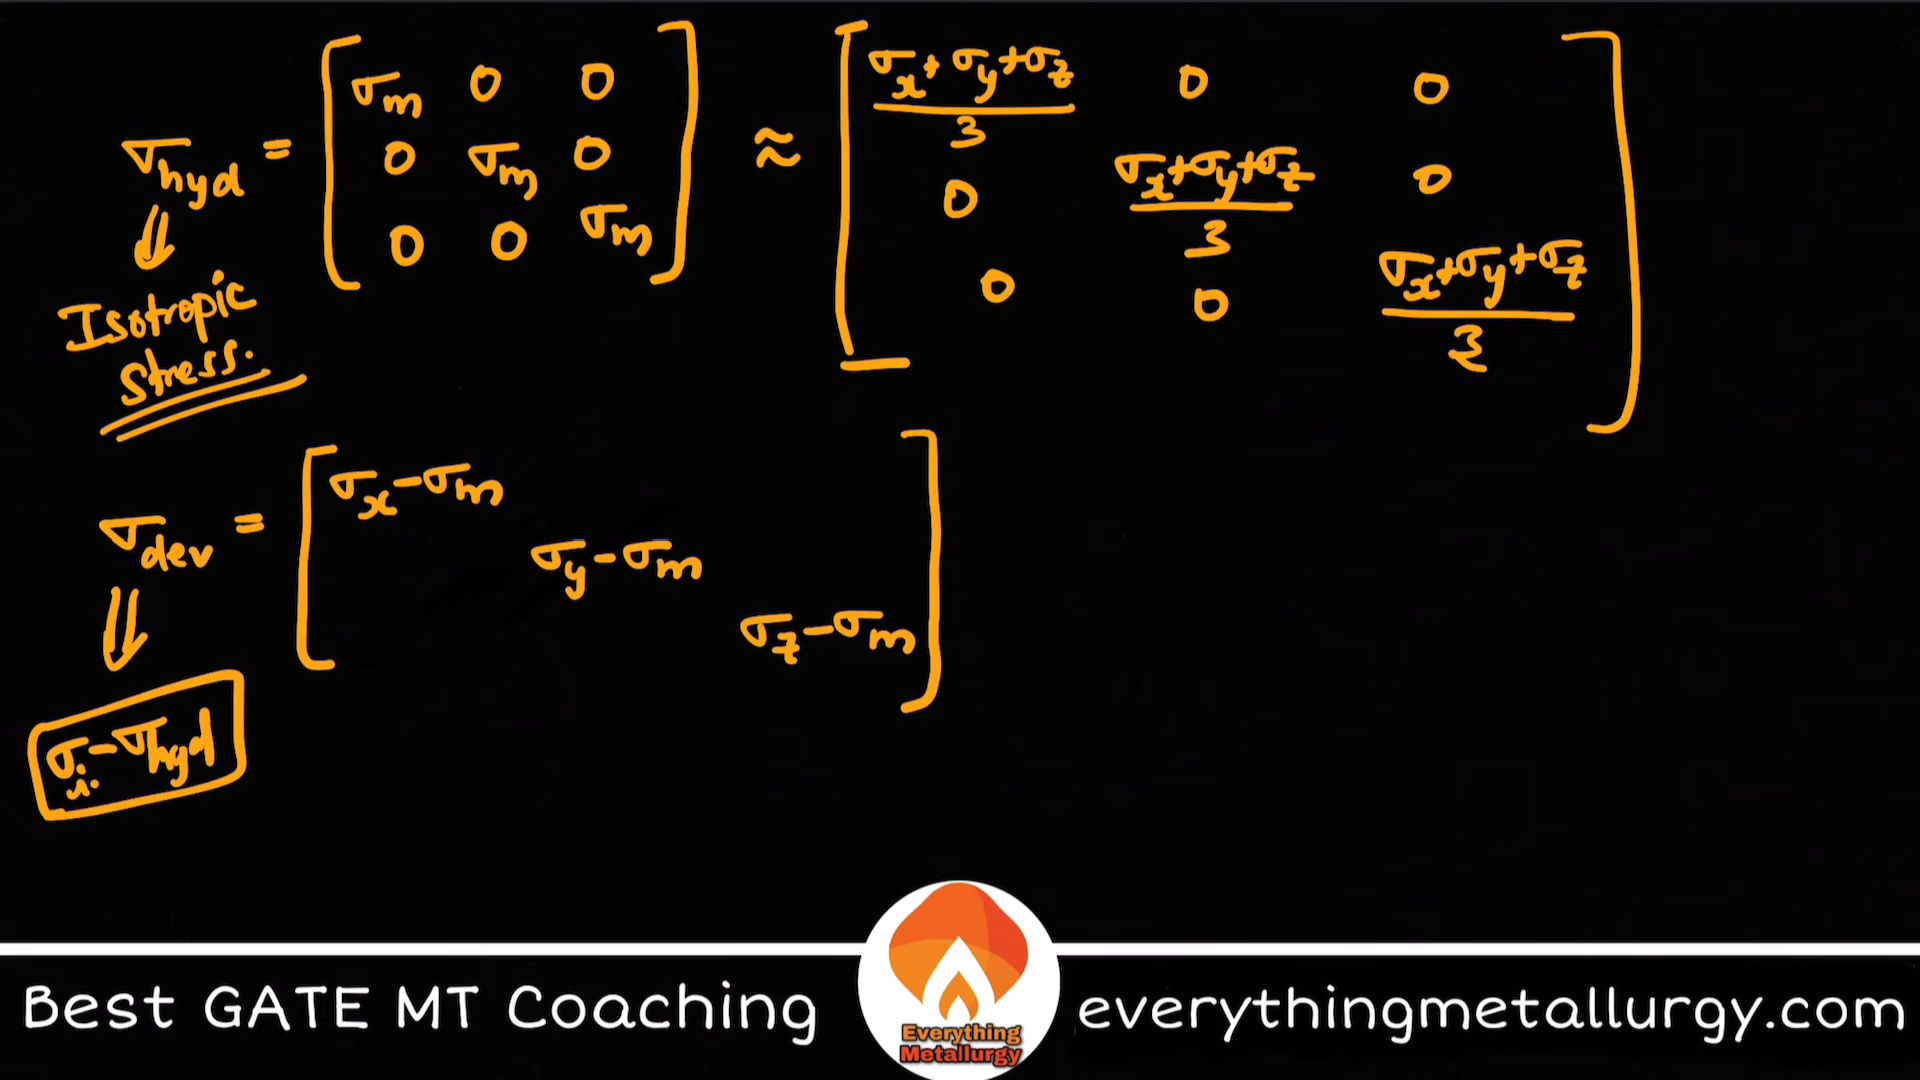 σhyd = [ σm 0 0 ] ≈ [ σx+σy+σz/3 0 0 ]
[ 0 σm 0 ] [ 0 σx+σy+σz/3 0 ]
[ 0 0 σm ] [ 0 0 σx+σy+σz/3 ]
⇓
Isotropic
Stress.
σdev = [ σx-σm
σy-σm
σz-σm ]
⇓
σij-σhyd
Best GATE MT Coaching
Everything
Metallurgy
everythingmetallurgy.com